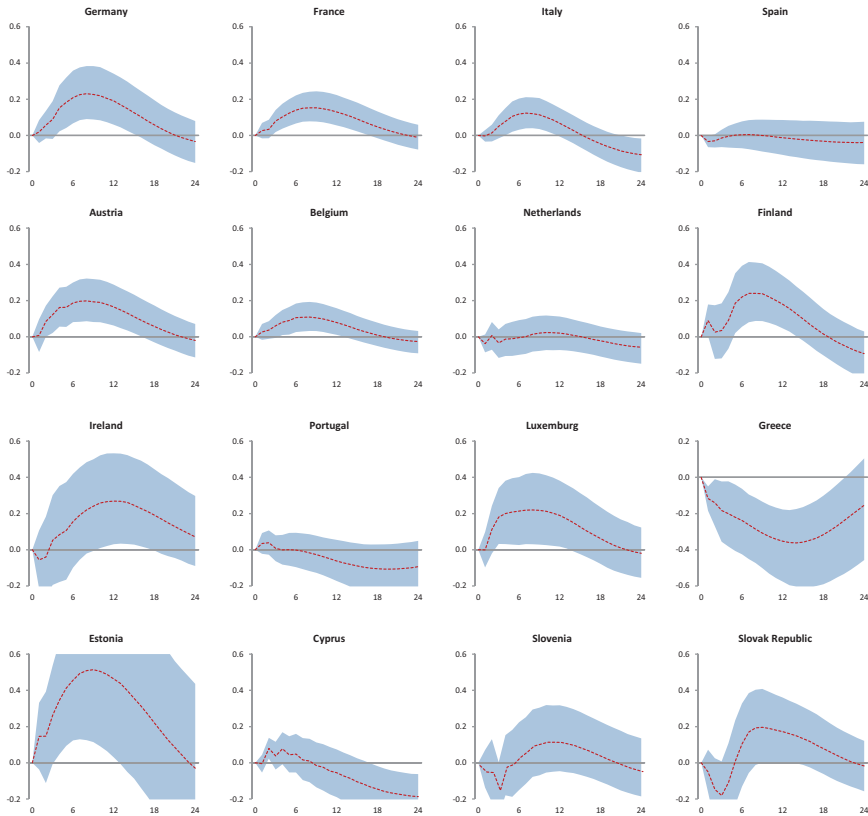 Germany France Italy Spain
0.6 0.6 0.6 0.6
0.4 0.4 0.4 0.4
0.2 0.2 0.2 0.2
0.0 0.0 0.0 0.0
-0.2 -0.2 -0.2 -0.2
0 6 12 18 24 0 6 12 18 24 0 6 12 18 24 0 6 12 18 24
Austria Belgium Netherlands Finland
0.6 0.6 0.6 0.6
0.4 0.4 0.4 0.4
0.2 0.2 0.2 0.2
0.0 0.0 0.0 0.0
-0.2 -0.2 -0.2 -0.2
0 6 12 18 24 0 6 12 18 24 0 6 12 18 24 0 6 12 18 24
Ireland Portugal Luxemburg Greece
0.6 0.6 0.6 0.2
0.4 0.4 0.4 0.0
0.2 0.2 0.2 -0.2
0.0 0.0 0.0 -0.4
-0.2 -0.2 -0.2 -0.6
0 6 12 18 24 0 6 12 18 24 0 6 12 18 24 0 6 12 18 24
Estonia Cyprus Slovenia Slovak Republic
0.6 0.6 0.6 0.6
0.4 0.4 0.4 0.4
0.2 0.2 0.2 0.2
0.0 0.0 0.0 0.0
-0.2 -0.2 -0.2 -0.2
0 6 12 18 24 0 6 12 18 24 0 6 12 18 24 0 6 12 18 24